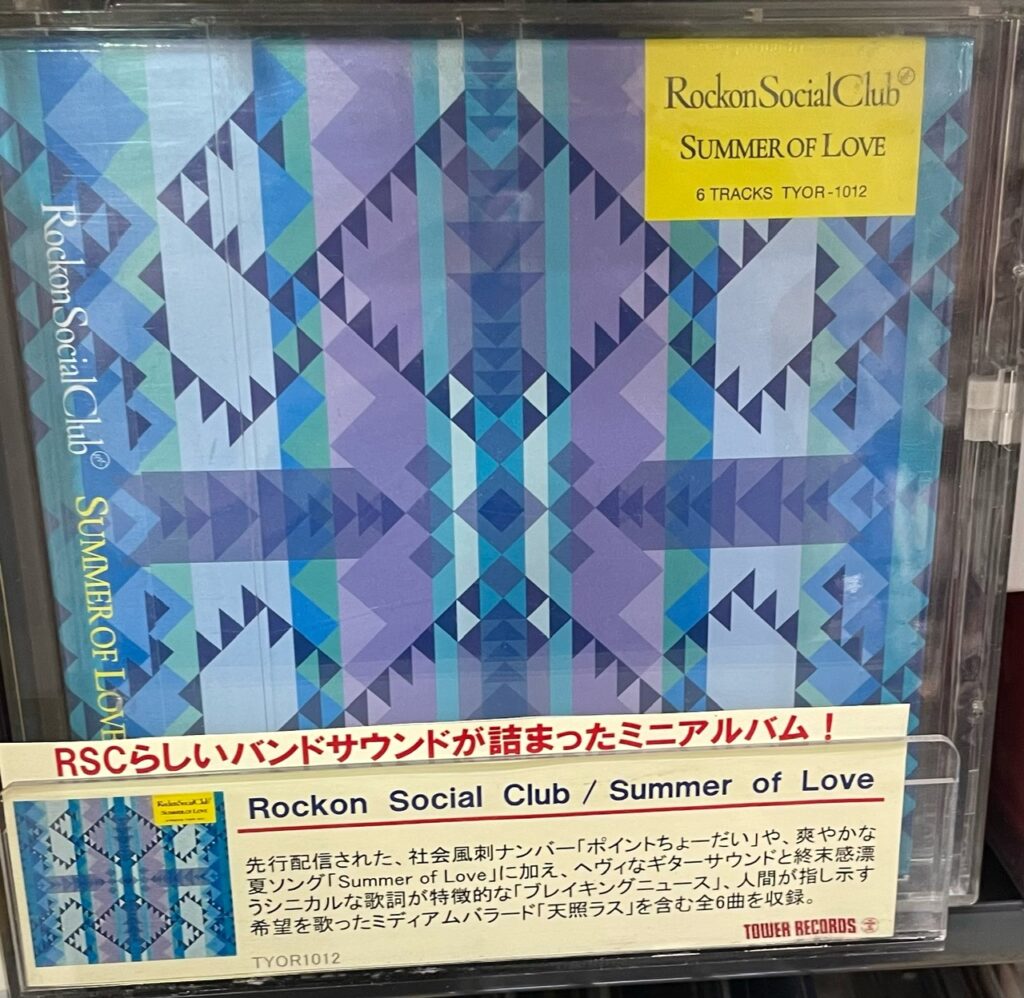 RockonSocialClub
SUMMER OF LOVE
6 TRACKS TYOR-1012
RockonSocialClub SUMMER OF LOVE
RSCらしいバンドサウンドが詰まったミニアルバム！
RockonSocialClub
SUMMER OF LOVE
Rockon Social Club / Summer of Love
先行配信された、社会風刺ナンバー「ポイントちょーだい」や、爽やかな
夏ソング「Summer of Love」に加え、ヘヴィなギターサウンドと終末感漂
うシニカルな歌詞が特徴的な「ブレイキングニュース」、人間が指し示す
希望を歌ったミディアムバラード「天照ラス」を含む全6曲を収録。
TOWER RECORDS
TYOR1012